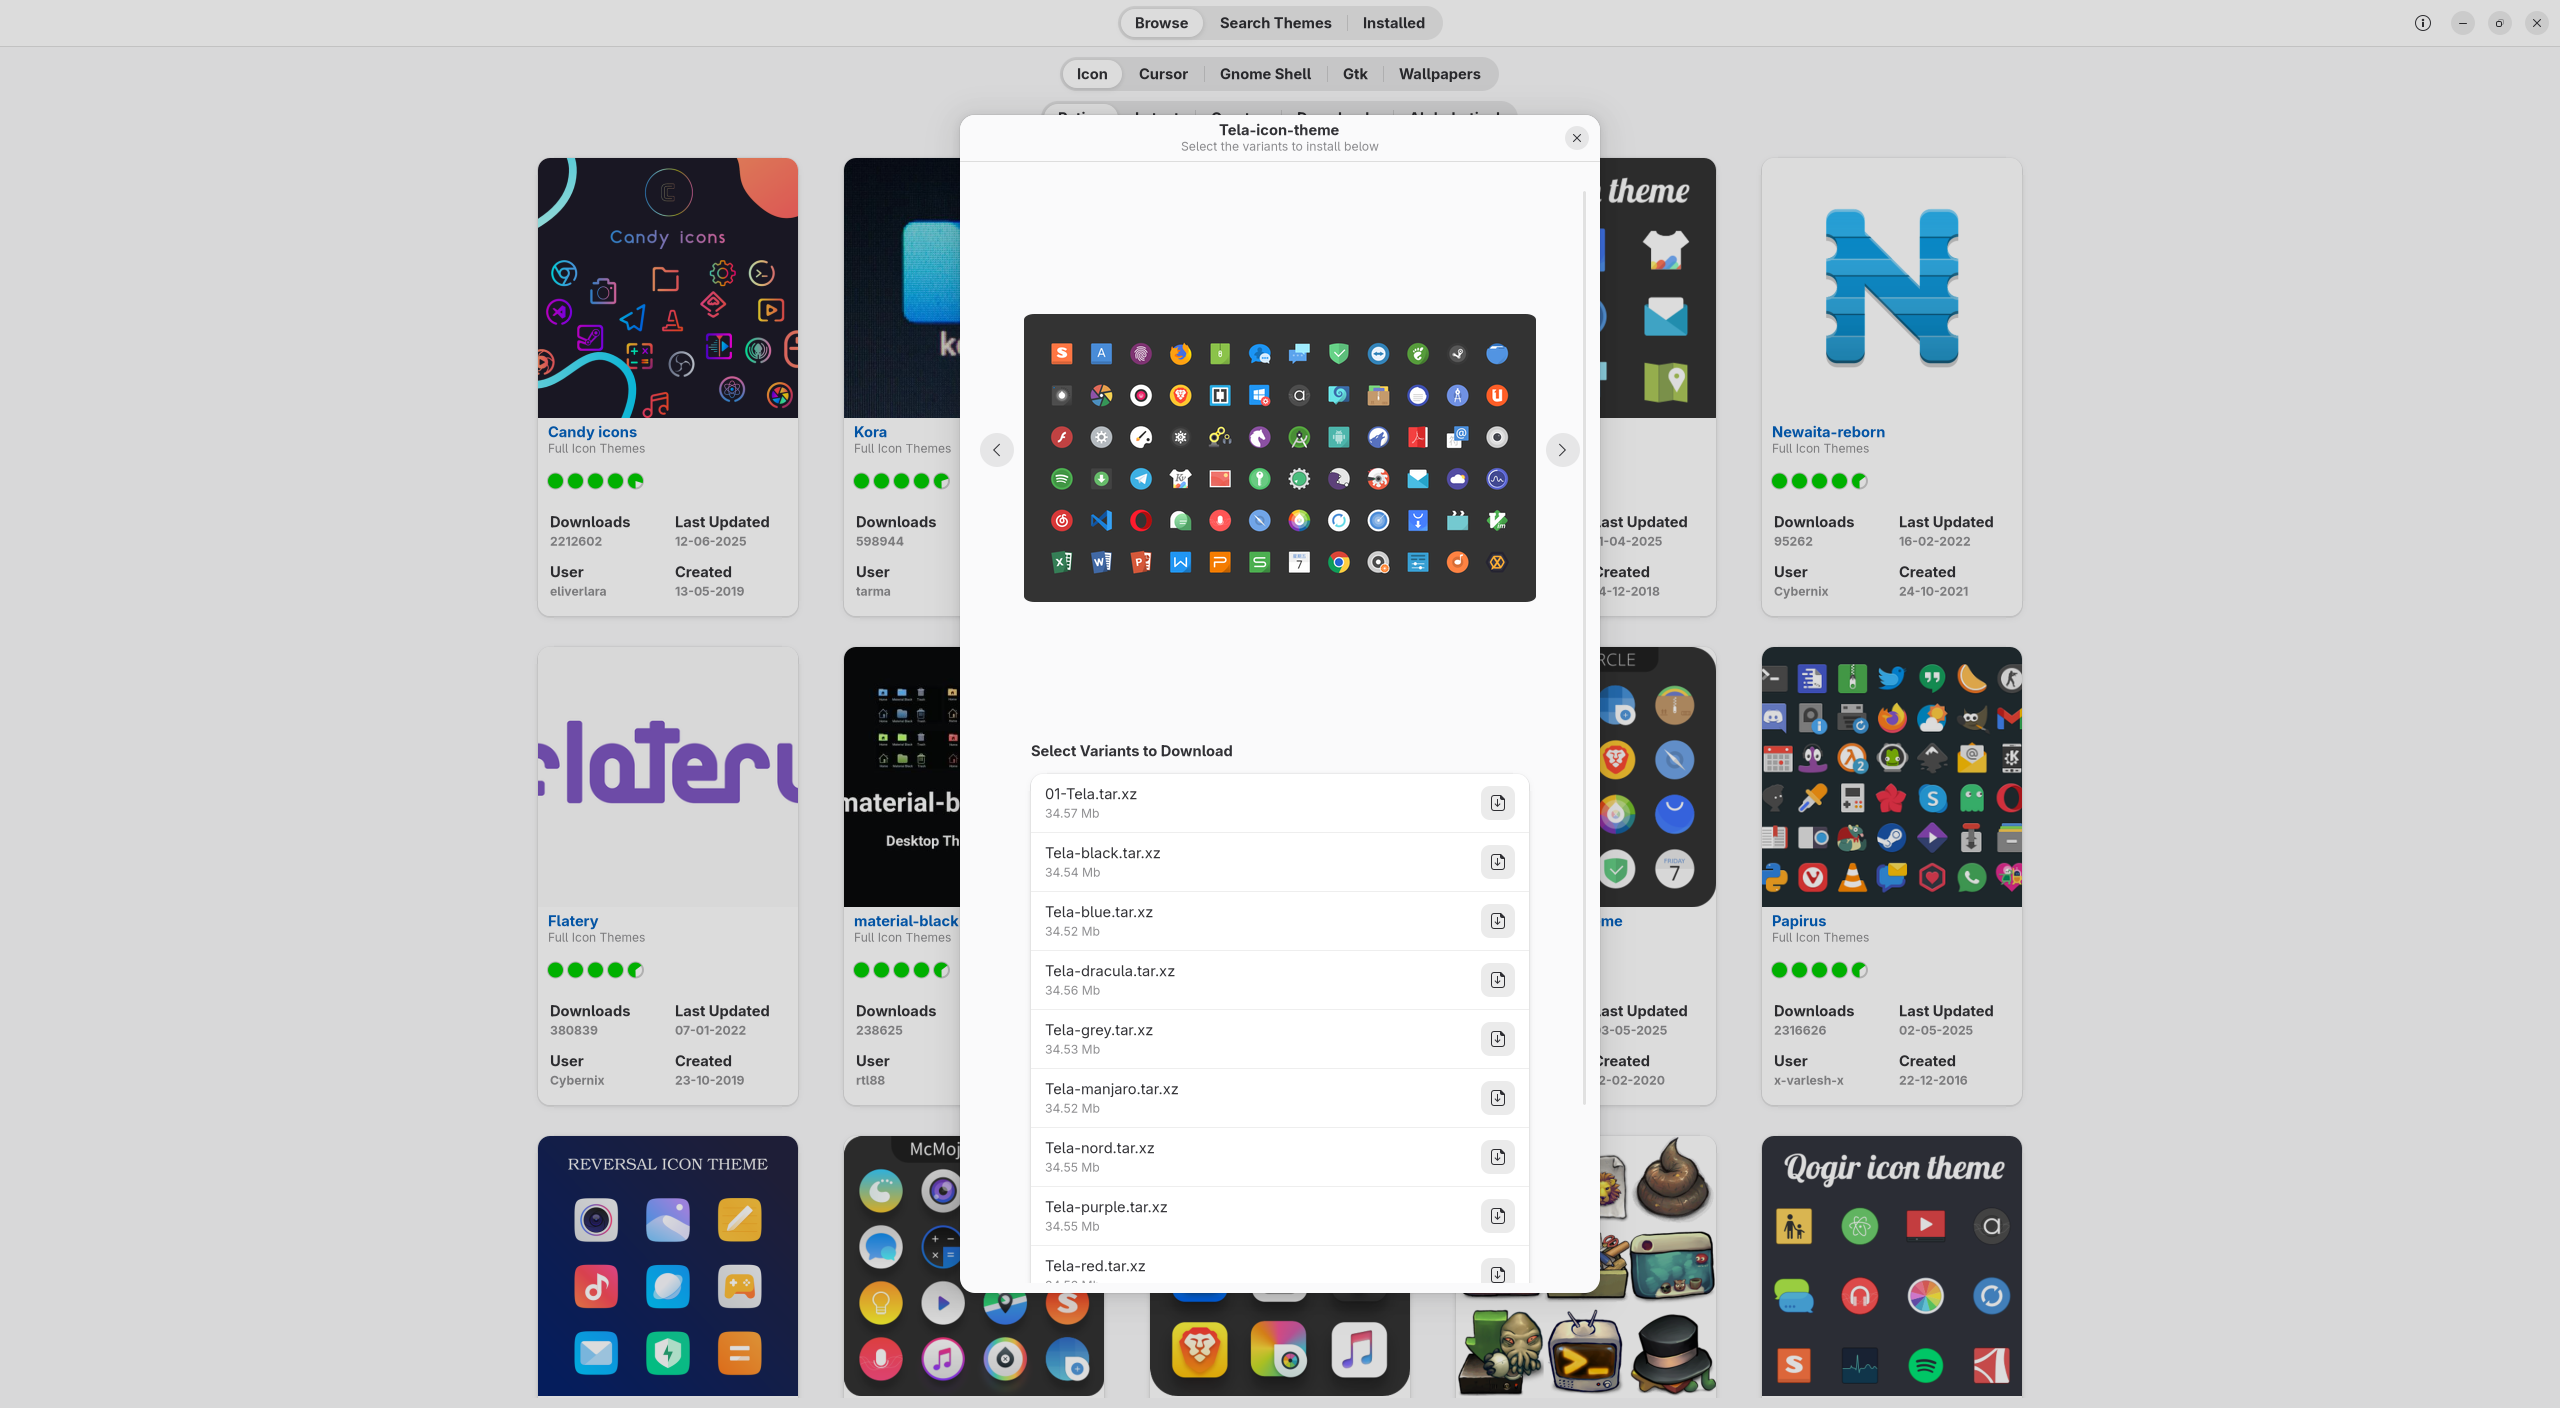 Browse
Search Themes
Installed
Icon
Cursor
Gnome Shell
Gtk
Wallpapers
Tela-icon-theme
Select the variants to install below
Select Variants to Download
01-Tela.tar.xz
34.57 Mb
Tela-black.tar.xz
34.54 Mb
Tela-blue.tar.xz
34.52 Mb
Tela-dracula.tar.xz
34.56 Mb
Tela-grey.tar.xz
34.53 Mb
Tela-manjaro.tar.xz
34.52 Mb
Tela-nord.tar.xz
34.55 Mb
Tela-purple.tar.xz
34.55 Mb
Tela-red.tar.xz
Candy icons
Candy icons
Full Icon Themes
Downloads
Last Updated
2212602
12-06-2025
User
Created
eliverlara
13-05-2019
Kora
Full Icon Themes
Downloads
598944
User
tarma
theme
ast Updated
1-04-2025
Created
4-12-2018
Newaita-reborn
Full Icon Themes
Downloads
Last Updated
95262
16-02-2022
User
Created
Cybernix
24-10-2021
Flatery
Full Icon Themes
Downloads
Last Updated
380839
07-01-2022
User
Created
Cybernix
23-10-2019
material-b
Desktop Th
material-black
Full Icon Themes
Downloads
238625
User
rtl88
RCLE
FRIDAY
7
me
ast Updated
3-05-2025
Created
2-02-2020
Papirus
Full Icon Themes
Downloads
Last Updated
2316626
02-05-2025
User
Created
x-varlesh-x
22-12-2016
REVERSAL ICON THEME
McMoj
Qogir icon theme